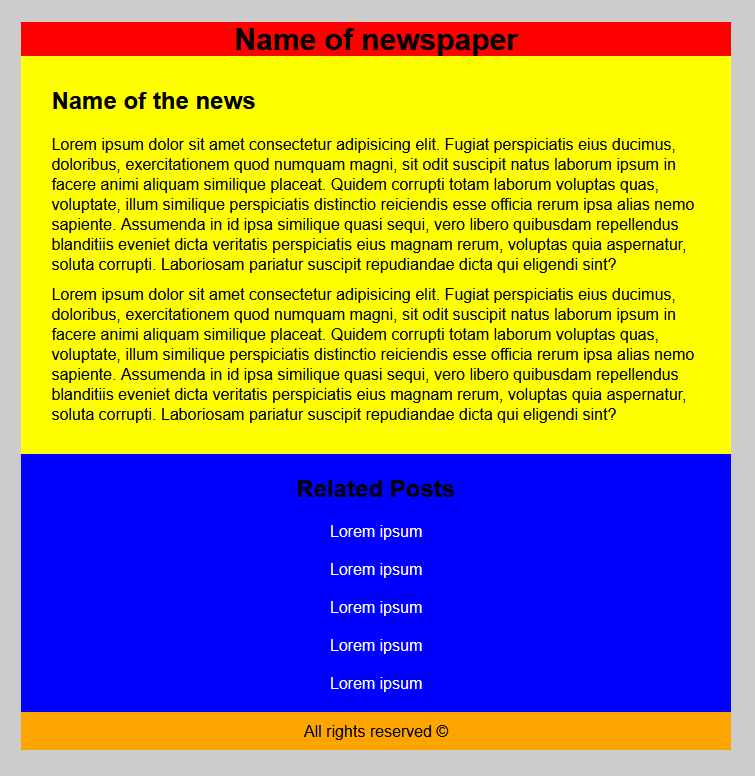 Name of newspaper
Name of the news
Lorem ipsum dolor sit amet consectetur adipisicing elit. Fugiat perspiciatis eius ducimus,
doloribus, exercitationem quod numquam magni, sit odit suscipit natus laborum ipsum in
facere animi aliquam similique placeat. Quidem corrupti totam laborum voluptas quas,
voluptate, illum similique perspiciatis distinctio reiciendis esse officia rerum ipsa alias nemo
sapiente. Assumenda in id ipsa similique quasi sequi, vero libero quibusdam repellendus
blanditiis eveniet dicta veritatis perspiciatis eius magnam rerum, voluptas quia aspernatur,
soluta corrupti. Laboriosam pariatur suscipit repudiandae dicta qui eligendi sint?
Lorem ipsum dolor sit amet consectetur adipisicing elit. Fugiat perspiciatis eius ducimus,
doloribus, exercitationem quod numquam magni, sit odit suscipit natus laborum ipsum in
facere animi aliquam similique placeat. Quidem corrupti totam laborum voluptas quas,
voluptate, illum similique perspiciatis distinctio reiciendis esse officia rerum ipsa alias nemo
sapiente. Assumenda in id ipsa similique quasi sequi, vero libero quibusdam repellendus
blanditiis eveniet dicta veritatis perspiciatis eius magnam rerum, voluptas quia aspernatur,
soluta corrupti. Laboriosam pariatur suscipit repudiandae dicta qui eligendi sint?
Related Posts
Lorem ipsum
Lorem ipsum
Lorem ipsum
Lorem ipsum
Lorem ipsum
All rights reserved ©